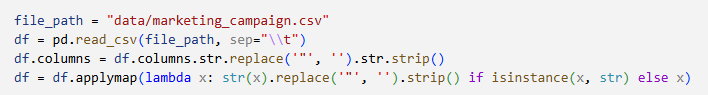 file_path = "data/marketing_campaign.csv"
df = pd.read_csv(file_path, sep="\\t")
df.columns = df.columns.str.replace('"', '').str.strip()
df = df.applymap(lambda x: str(x).replace('"', '').strip() if isinstance(x, str) else x)